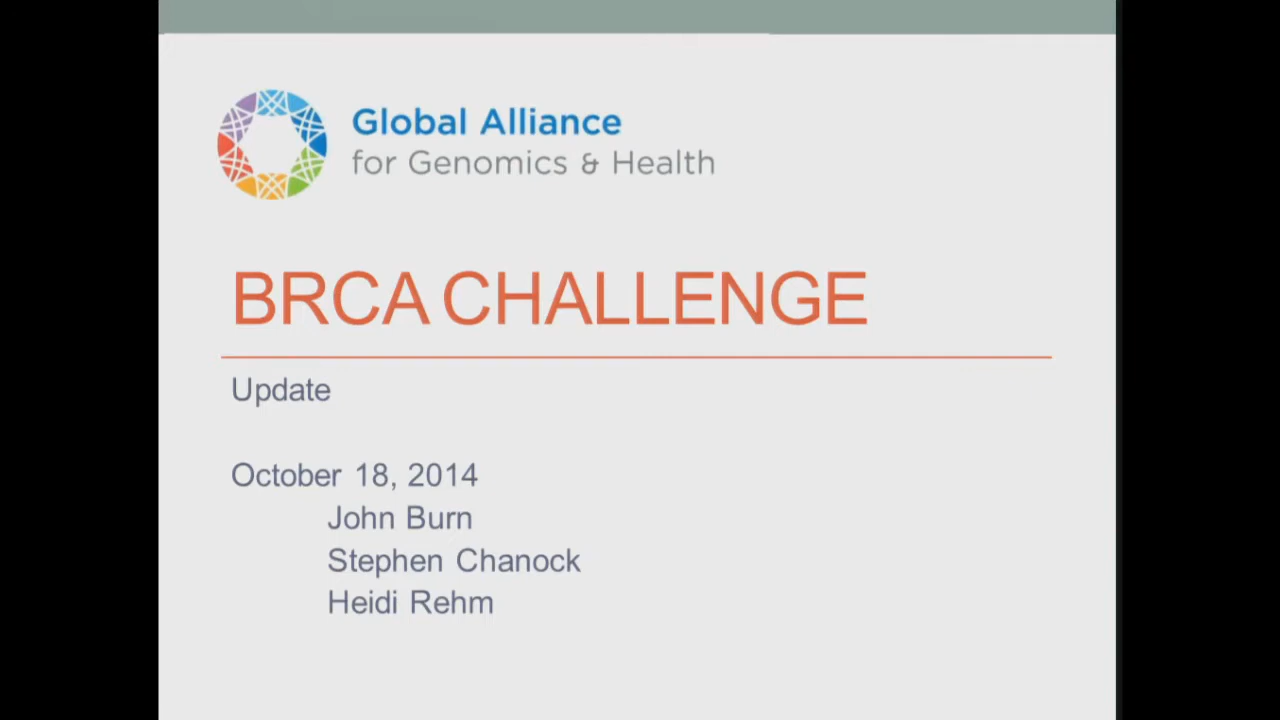 Global Alliance
for Genomics & Health
BRCA CHALLENGE
Update
October 18, 2014
John Burn
Stephen Chanock
Heidi Rehm